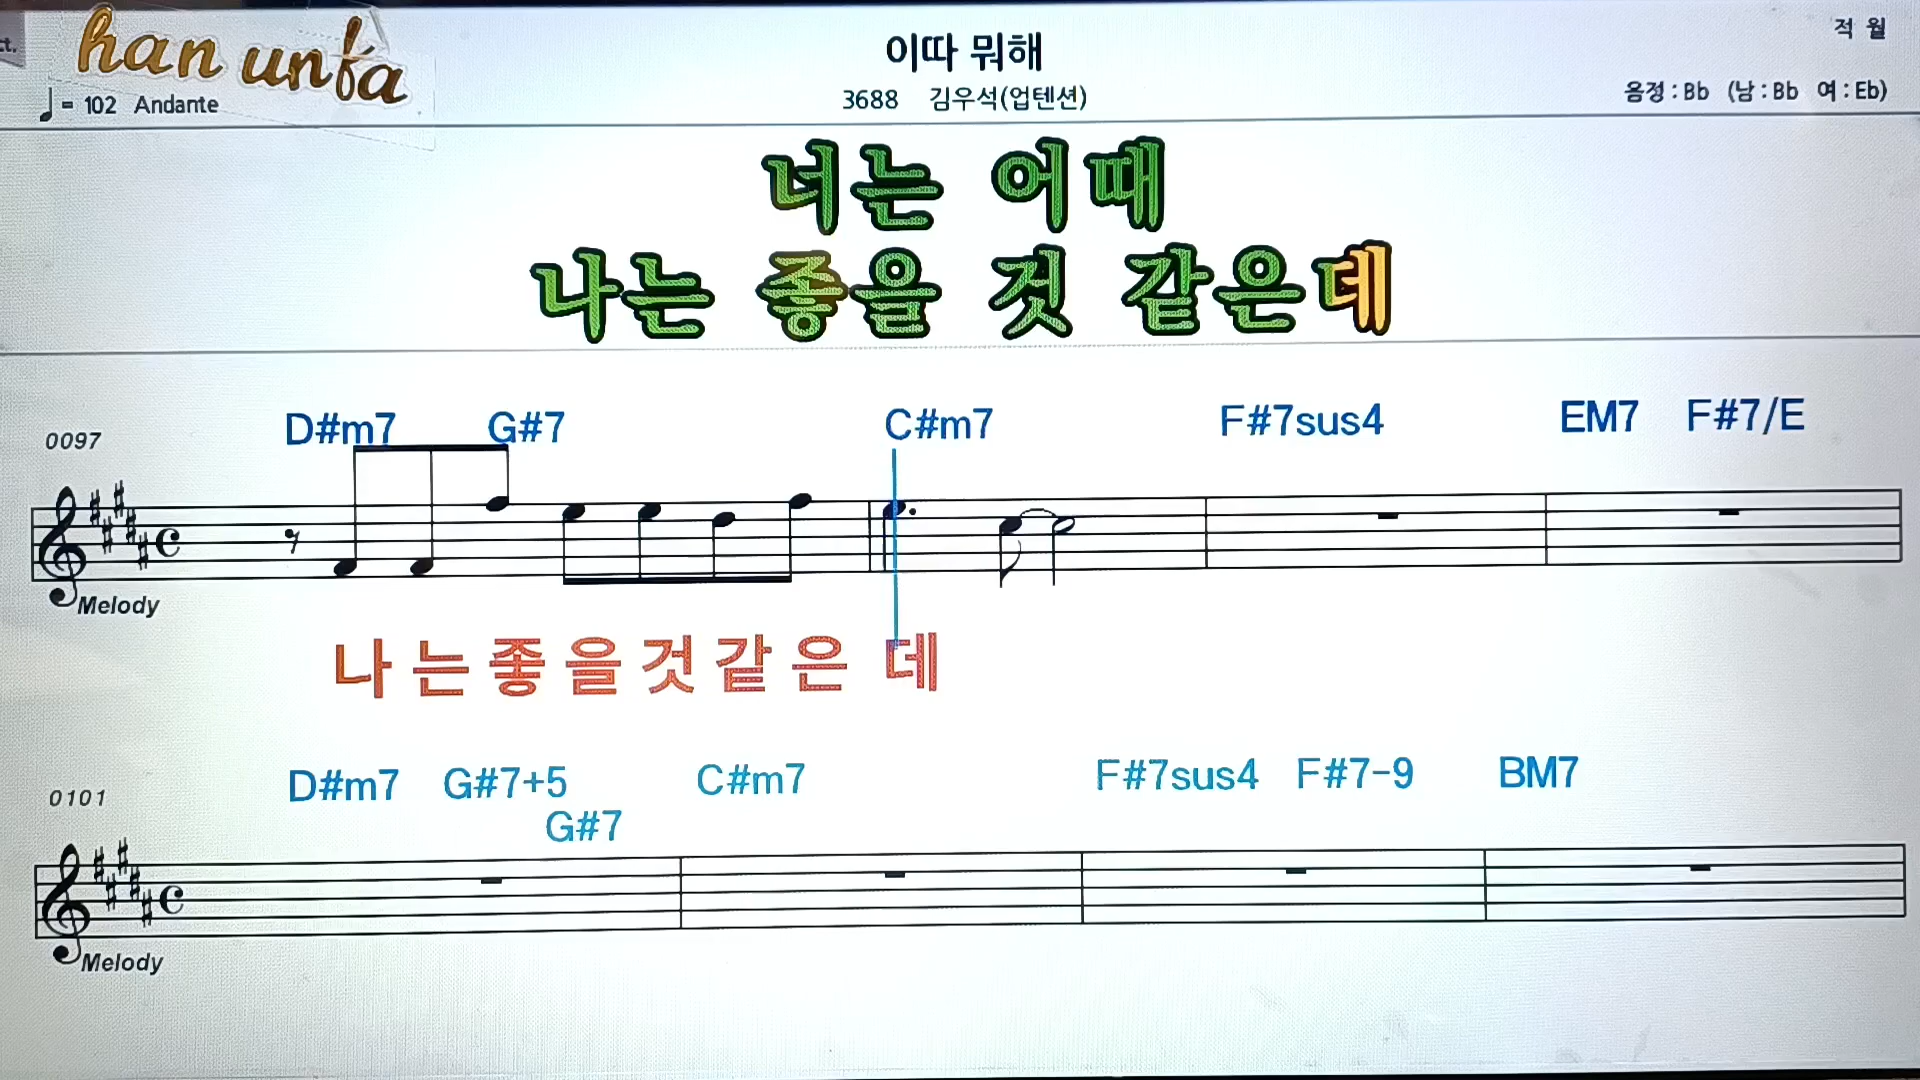 ct.
han unfa
적 월
이따 뭐해
♩= 102 Andante
3688 김우석(업텐션)
음정 : Bb (남 : Bb 여 : Eb)
너는 어때
나는 좋을 것 같은데
0097 D#m7 G#7 C#m7 F#7sus4 EM7 F#7/E
Melody
나 는 좋 을 것 같 은 데
0101 D#m7 G#7+5 C#m7 F#7sus4 F#7-9 BM7
G#7
Melody